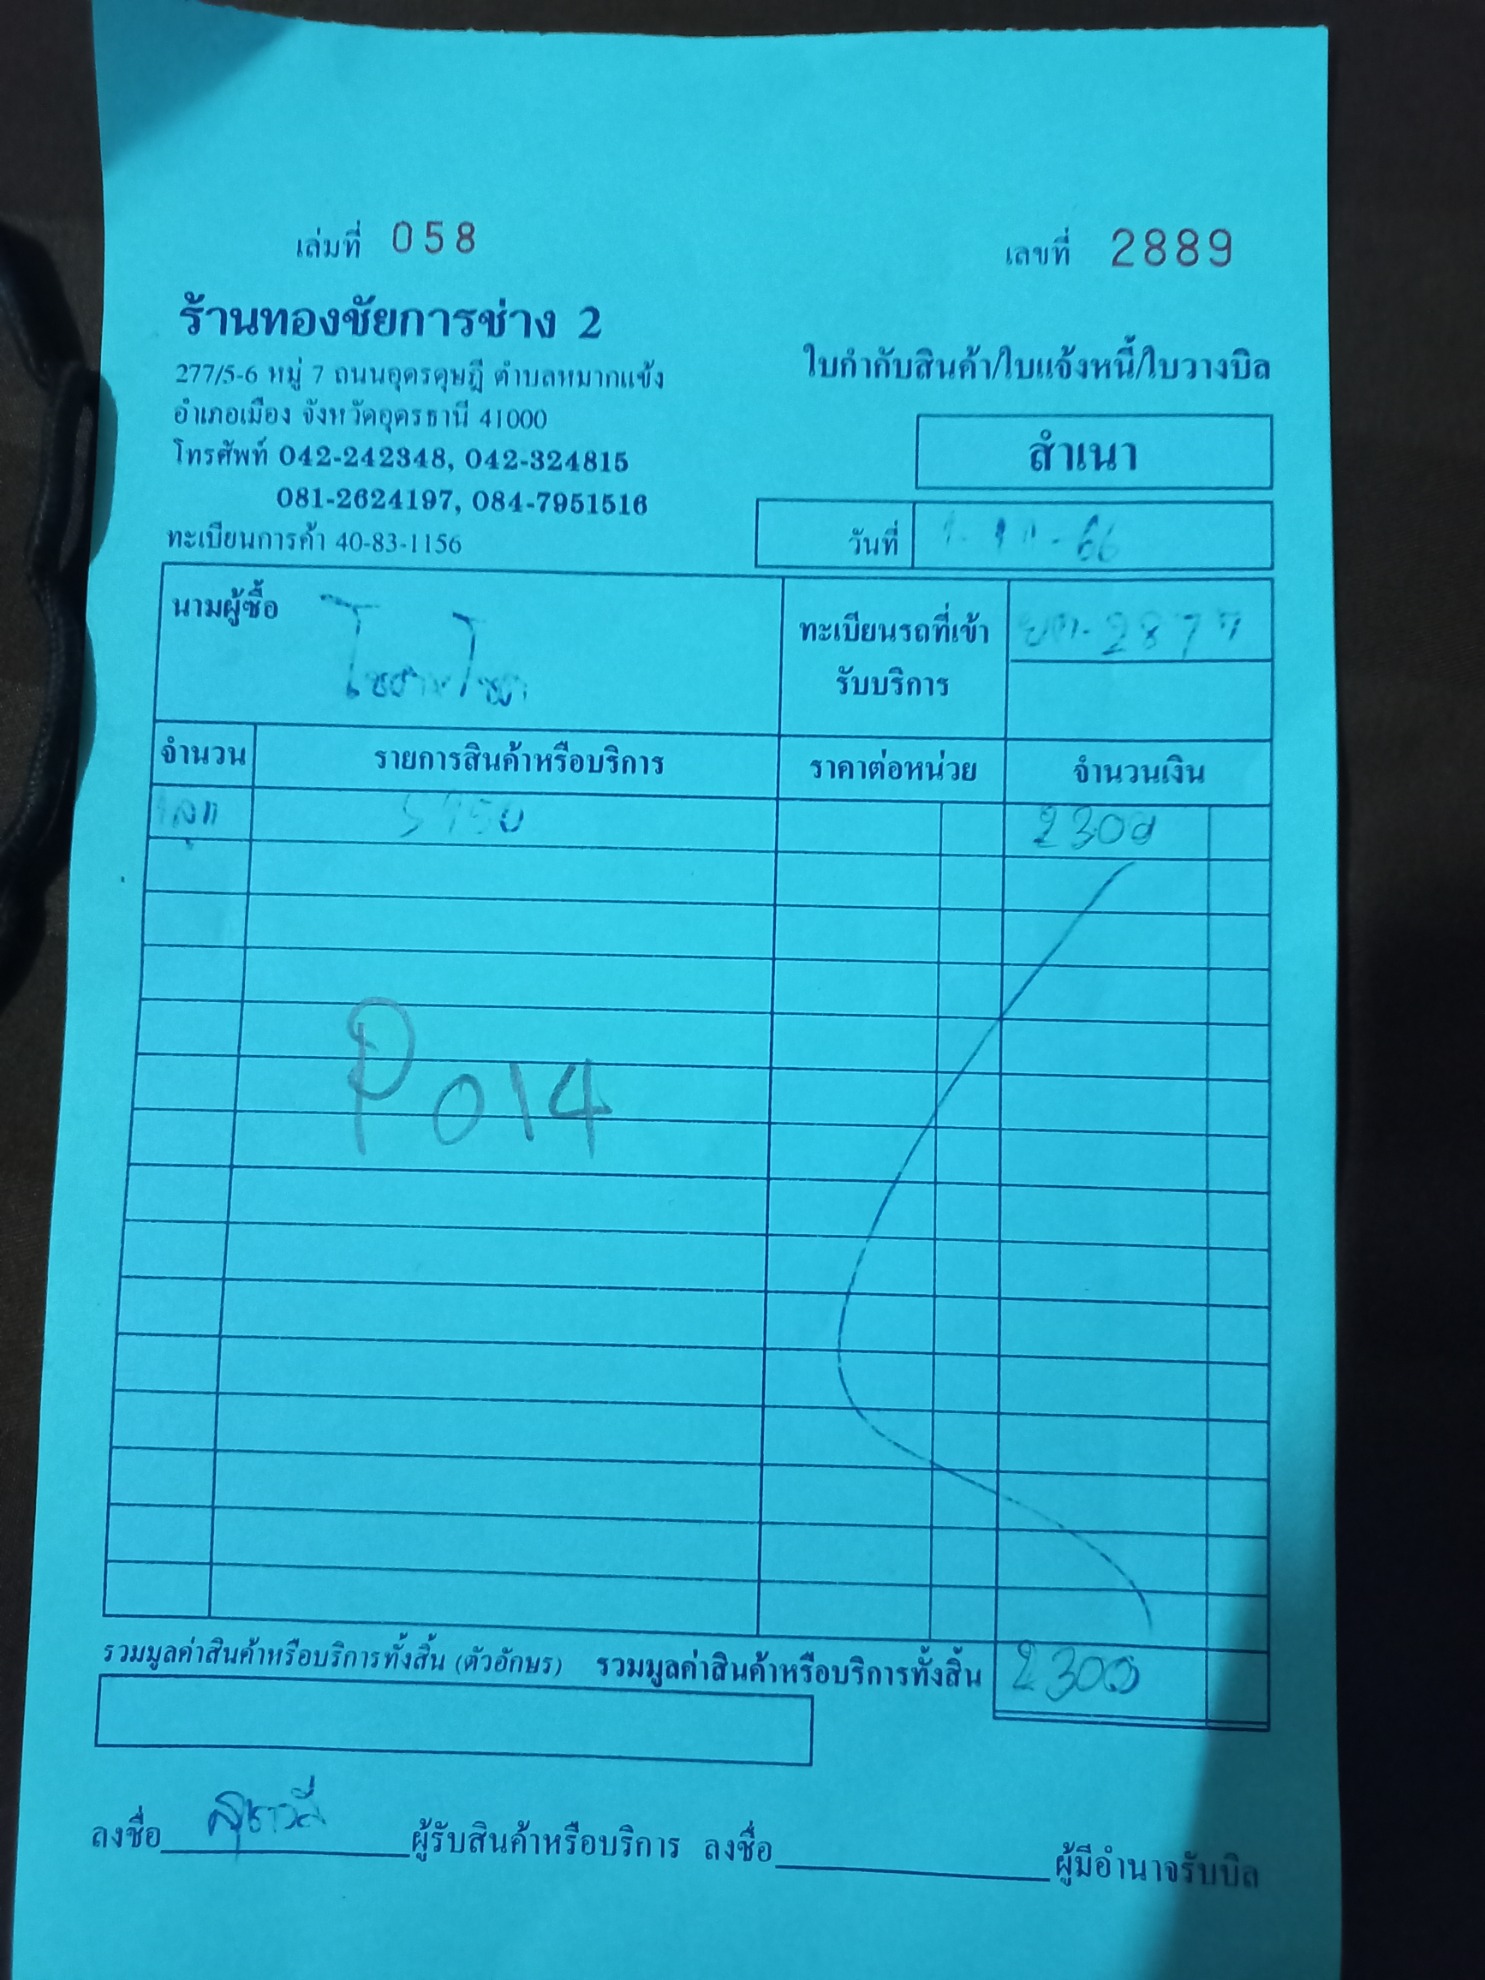 เล่มที่ 058
เลขที่ 2889
ร้านทองชัยการช่าง 2
277/5-6 หมู่ 7 ถนนอุดรดุษฎี ตำบลหมากแข้ง
อำเภอเมือง จังหวัดอุดรธานี 41000
โทรศัพท์ 042-242348, 042-324815
081-2624197, 084-7951516
ทะเบียนการค้า 40-83-1156
ใบกำกับสินค้า/ใบแจ้งหนี้/ใบวางบิล
สำเนา
วันที่
นามผู้ซื้อ
ทะเบียนรถที่เข้า
รับบริการ
จำนวน รายการสินค้าหรือบริการ ราคาต่อหน่วย จำนวนเงิน
2300
P014
รวมมูลค่าสินค้าหรือบริการทั้งสิ้น (ตัวอักษร) รวมมูลค่าสินค้าหรือบริการทั้งสิ้น 2300
ลงชื่อ ผู้รับสินค้าหรือบริการ ลงชื่อ ผู้มีอำนาจรับบิล